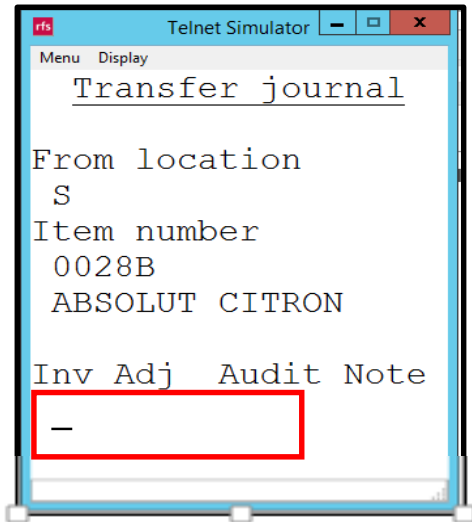 rfs Telnet Simulator
Menu Display
Transfer journal
From location
S
Item number
0028B
ABSOLUT CITRON
Inv Adj Audit Note
_